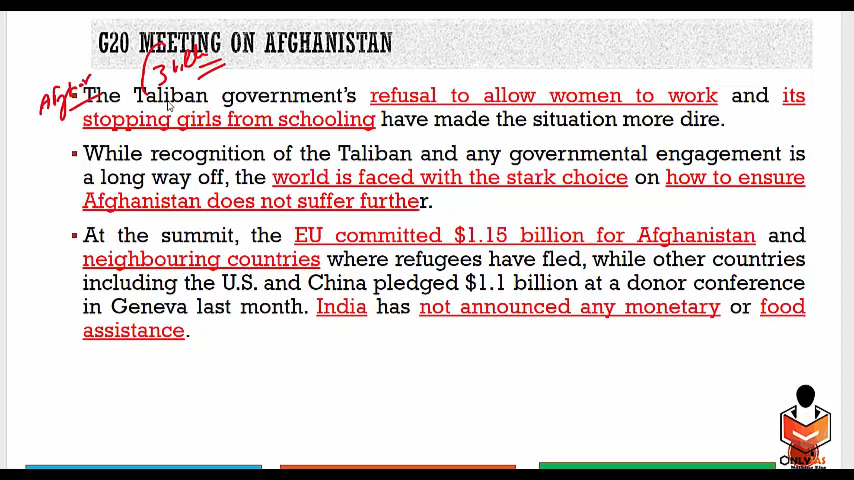 G20 MEETING ON AFGHANISTAN
▪ The Taliban government's refusal to allow women to work and its
stopping girls from schooling have made the situation more dire.
▪ While recognition of the Taliban and any governmental engagement is
a long way off, the world is faced with the stark choice on how to ensure
Afghanistan does not suffer further.
▪ At the summit, the EU committed $1.15 billion for Afghanistan and
neighbouring countries where refugees have fled, while other countries
including the U.S. and China pledged $1.1 billion at a donor conference
in Geneva last month. India has not announced any monetary or food
assistance.